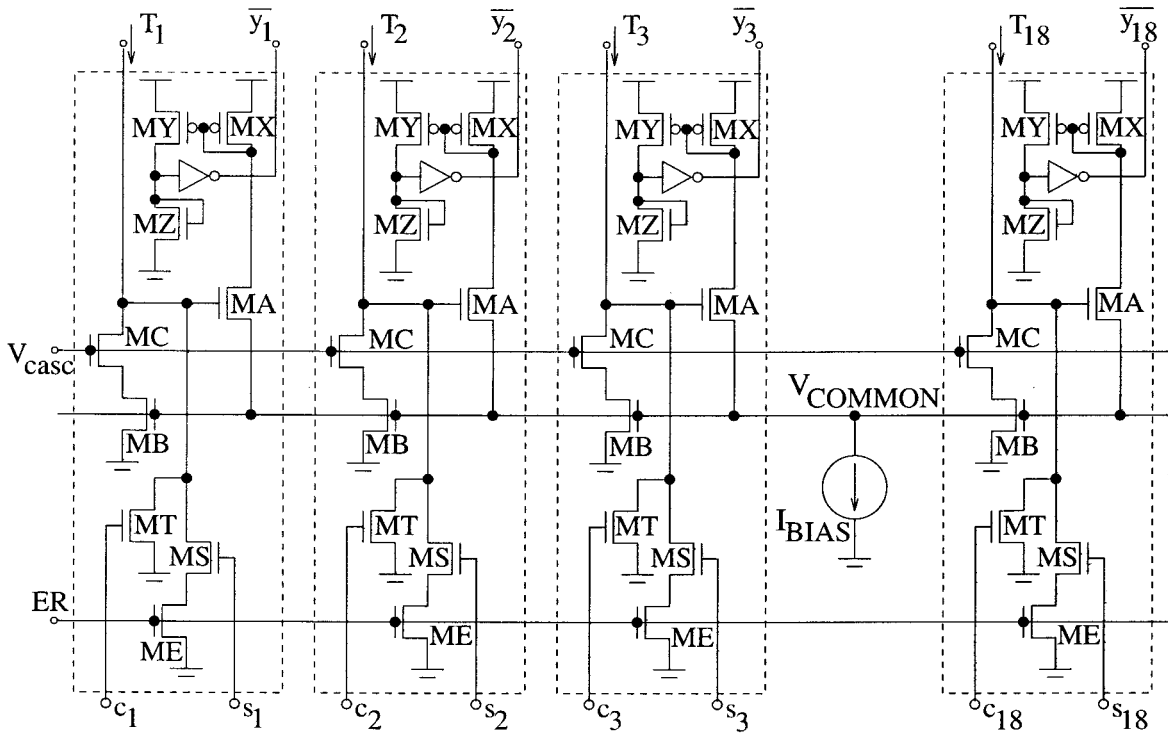 T1 y1 T2 y2 T3 y3 T18 y18
MY MX MY MX MY MX MY MX
MZ MZ MZ MZ
MA MA MA MA
MC MC MC MC
Vcasc
VCOMMON
MB MB MB MB
IBIAS
MT MT MT MT
MS MS MS MS
ER
ME ME ME ME
c1 s1 c2 s2 c3 s3 c18 s18